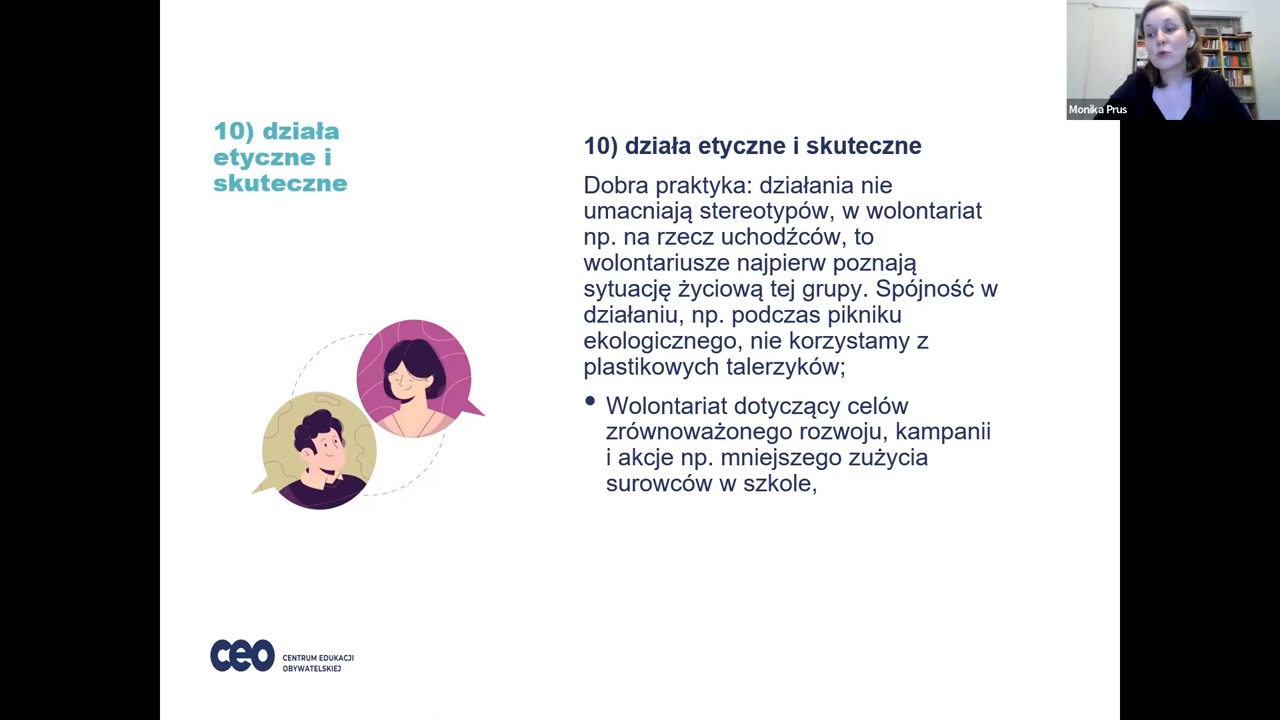 Monika Prus
10) działa
etyczne i
skuteczne
10) działa etyczne i skuteczne
Dobra praktyka: działania nie
umacniają stereotypów, w wolontariat
np. na rzecz uchodźców, to
wolontariusze najpierw poznają
sytuację życiową tej grupy. Spójność w
działaniu, np. podczas pikniku
ekologicznego, nie korzystamy z
plastikowych talerzyków;
• Wolontariat dotyczący celów
zrównoważonego rozwoju, kampanii
i akcje np. mniejszego zużycia
surowców w szkole,
ceo
CENTRUM EDUKACJI
OBYWATELSKIEJ